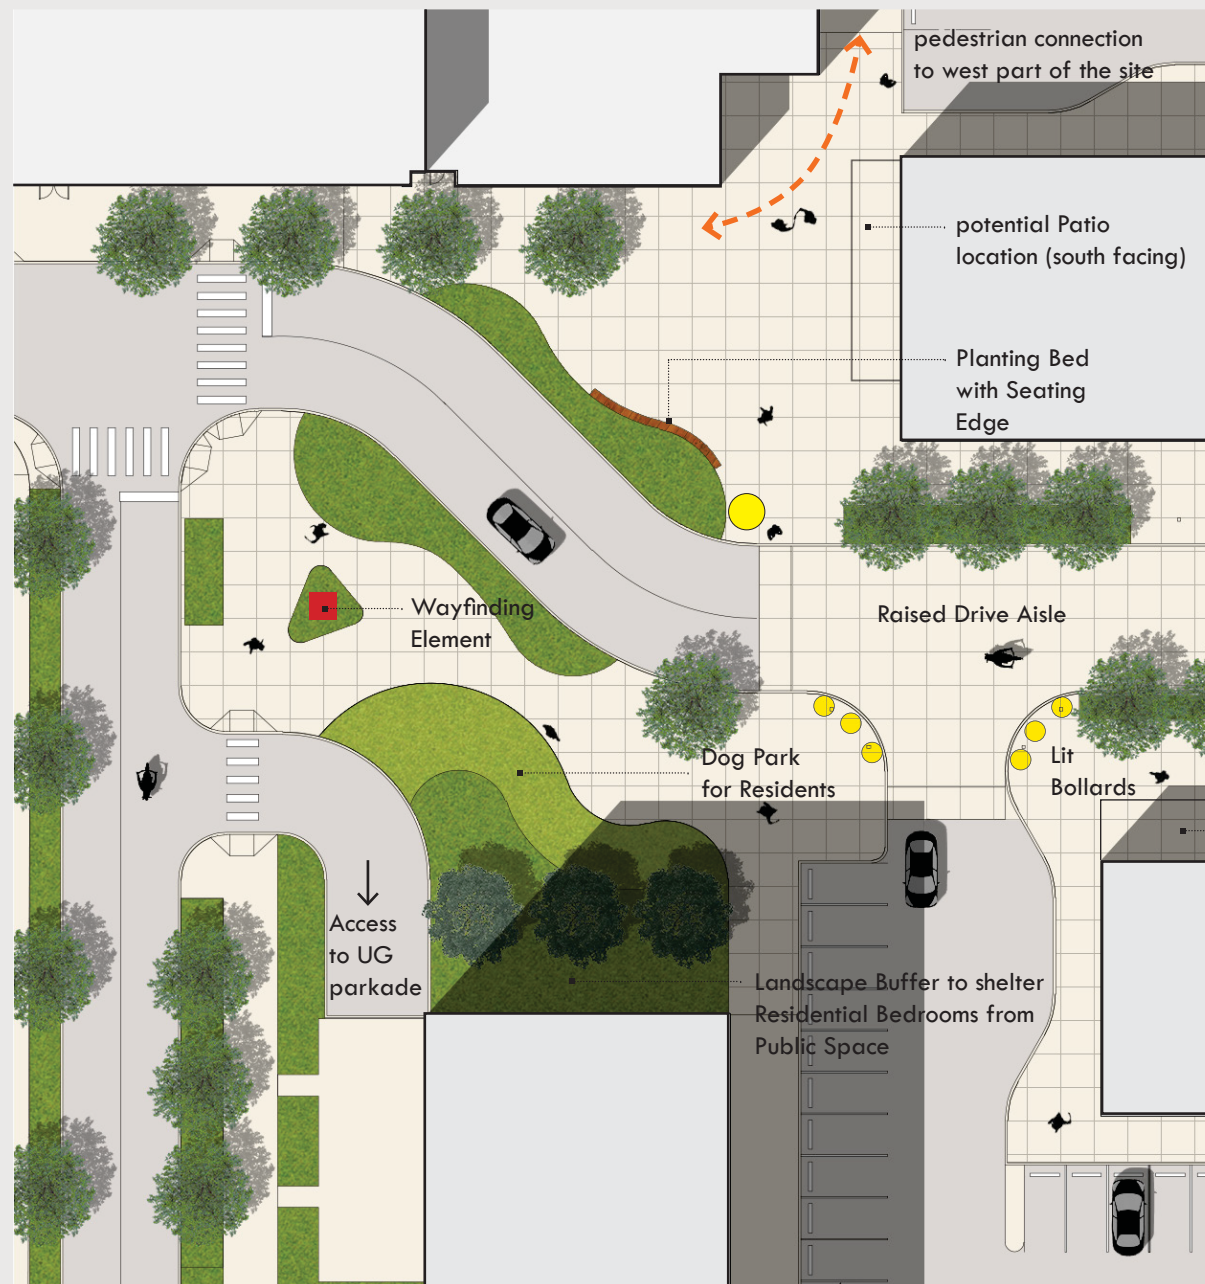 pedestrian connection
to west part of the site
potential Patio
location (south facing)
Planting Bed
with Seating
Edge
Wayfinding
Element
Raised Drive Aisle
Dog Park
for Residents
Lit
Bollards
Access
to UG
parkade
Landscape Buffer to shelter
Residential Bedrooms from
Public Space